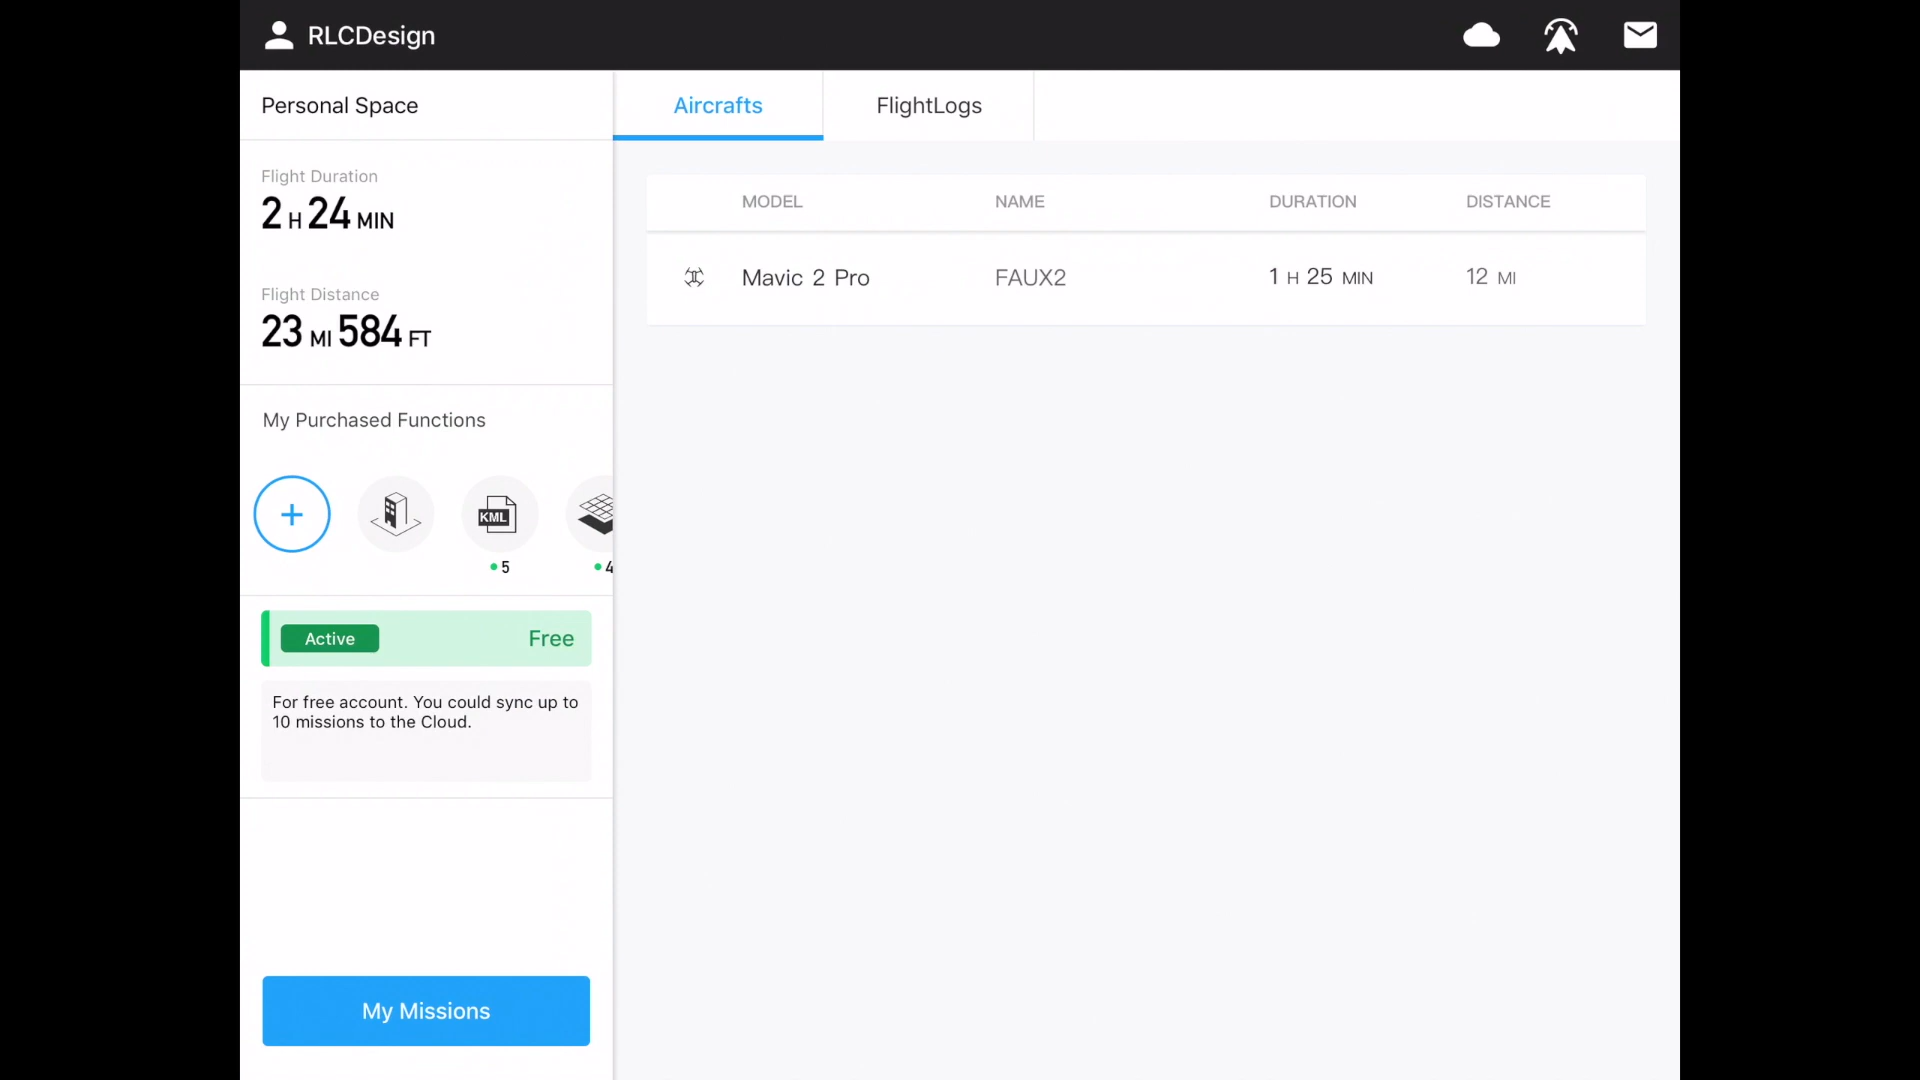 RLCDesign
Personal Space
Aircrafts
FlightLogs
Flight Duration
2 H 24 MIN
Flight Distance
23 MI 584 FT
My Purchased Functions
KML
5
4
Active
Free
For free account. You could sync up to
10 missions to the Cloud.
My Missions
MODEL NAME DURATION DISTANCE
Mavic 2 Pro FAUX2 1 H 25 MIN 12 MI